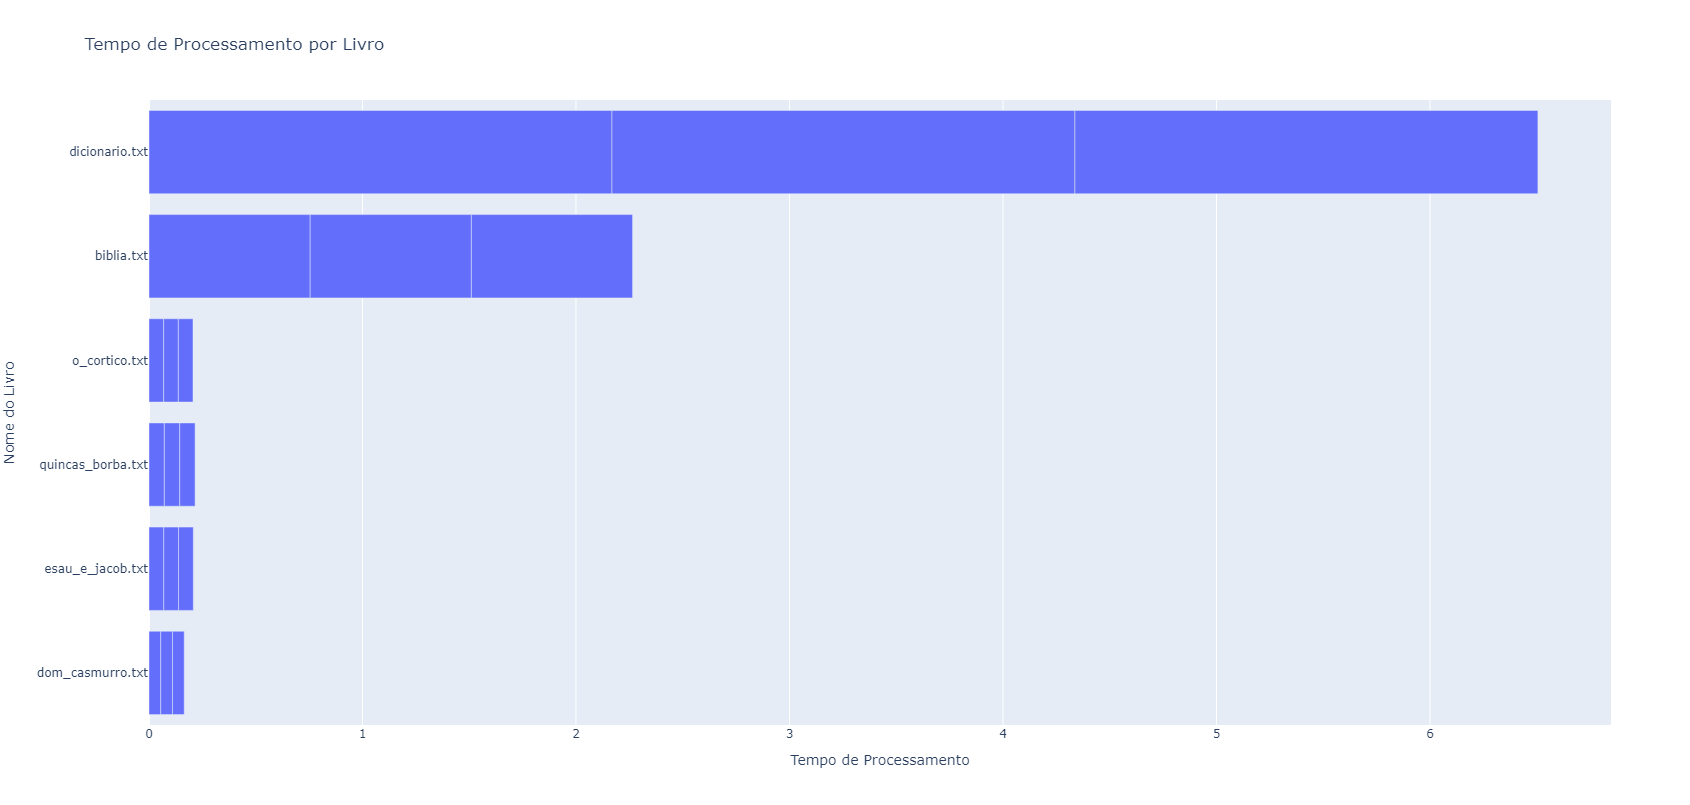 Tempo de Processamento por Livro
dicionario.txt
biblia.txt
o_cortico.txt
quincas_borba.txt
esau_e_jacob.txt
dom_casmurro.txt
Nome do Livro
0 1 2 3 4 5 6
Tempo de Processamento